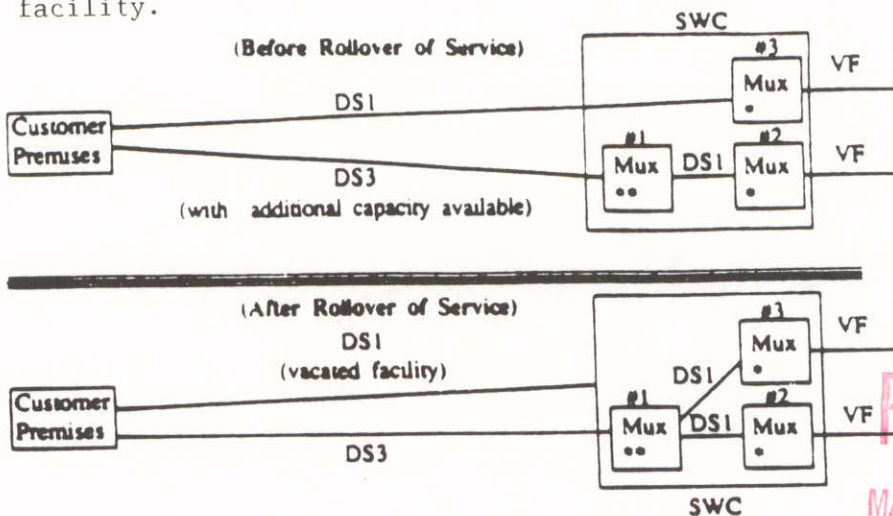 facility.
SWC
(Before Rollover of Service)
#3
VF
Mux
*
DS1
Customer
Premises
#1
#2
VF
Mux
**
DS1
Mux
*
DS3
(with additional capacity available)
(After Rollover of Service)
#3
VF
DS1
Mux
*
(vacated facility)
DS1
Customer
Premises
#1
#2
Mux
**
DS1
Mux
*
VF
DS3
SWC